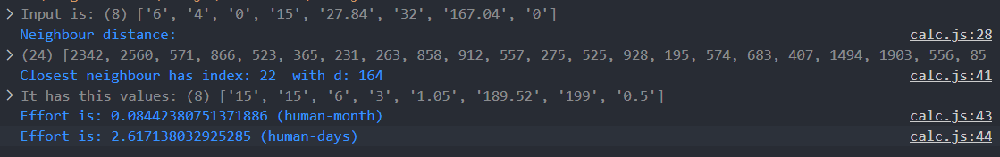 Input is: (8) ['6', '4', '0', '15', '27.84', '32', '167.04', '0']
Neighbour distance: calc.js:28
(24) [2342, 2560, 571, 866, 523, 365, 231, 263, 858, 912, 557, 275, 525, 928, 195, 574, 683, 407, 1494, 1903, 556, 85
Closest neighbour has index: 22 with d: 164 calc.js:41
It has this values: (8) ['15', '15', '6', '3', '1.05', '189.52', '199', '0.5']
Effort is: 0.08442380751371886 (human-month) calc.js:43
Effort is: 2.617138032925285 (human-days) calc.js:44